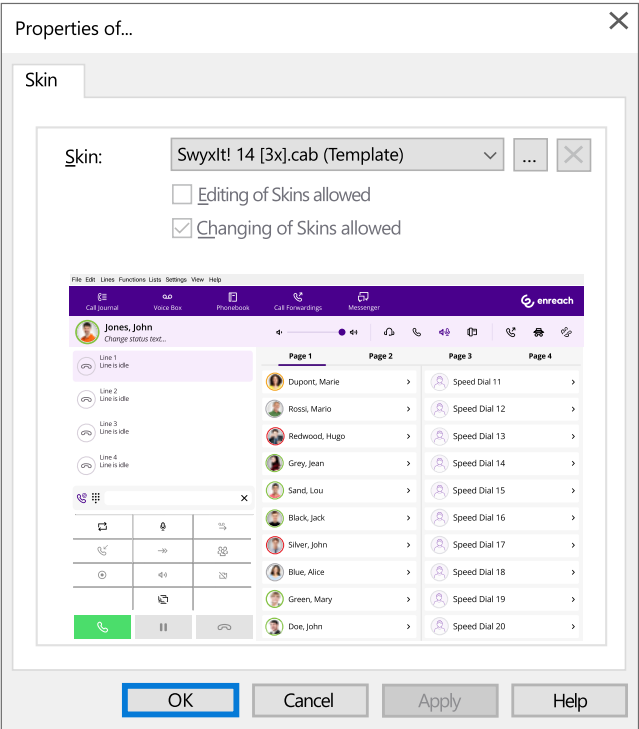 Properties of...
Skin
Skin:
SwyxIt! 14 [3x].cab (Template)
...
Editing of Skins allowed
Changing of Skins allowed
File Edit Lines Functions Lists Settings View Help
Call Journal Voice Box Phonebook Call Forwardings Messenger
enreach
Jones, John
Change status text...
Page 1 Page 2 Page 3 Page 4
Line 1
Line is idle
Line 2
Line is idle
Line 3
Line is idle
Line 4
Line is idle
Dupont, Marie
Rossi, Mario
Redwood, Hugo
Grey, Jean
Sand, Lou
Black, Jack
Silver, John
Blue, Alice
Green, Mary
Doe, John
Speed Dial 11
Speed Dial 12
Speed Dial 13
Speed Dial 14
Speed Dial 15
Speed Dial 16
Speed Dial 17
Speed Dial 18
Speed Dial 19
Speed Dial 20
OK Cancel Apply Help